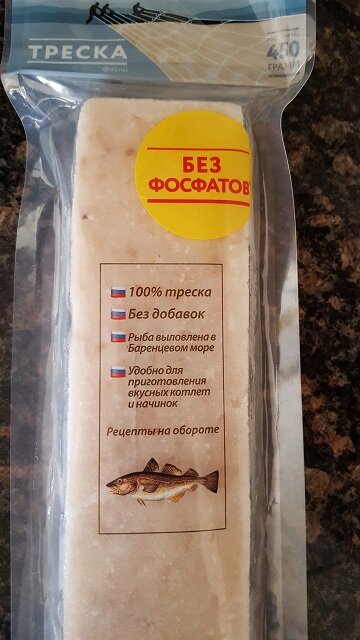 ТРЕСКА
фарш
450
ГРАММ
БЕЗ
ФОСФАТОВ
100% треска
Без добавок
Рыба выловлена в
Баренцевом море
Удобно для
приготовления
вкусных котлет
и начинок
Рецепты на обороте